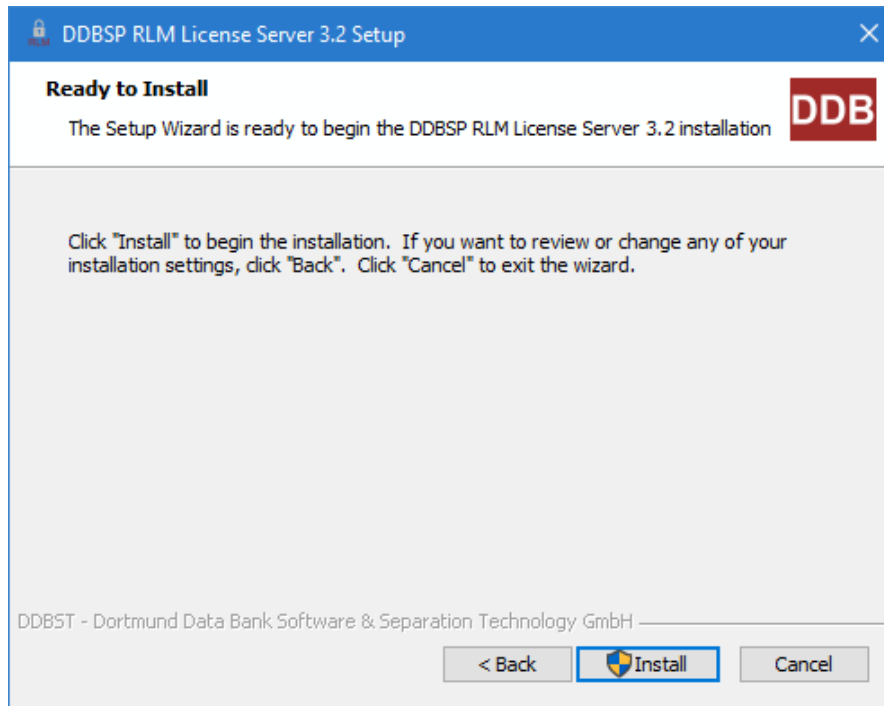 DDBSP RLM License Server 3.2 Setup
Ready to Install
The Setup Wizard is ready to begin the DDBSP RLM License Server 3.2 installation
DDB
Click "Install" to begin the installation.  If you want to review or change any of your
installation settings, click "Back".  Click "Cancel" to exit the wizard.
DDBST - Dortmund Data Bank Software & Separation Technology GmbH
< Back
Install
Cancel